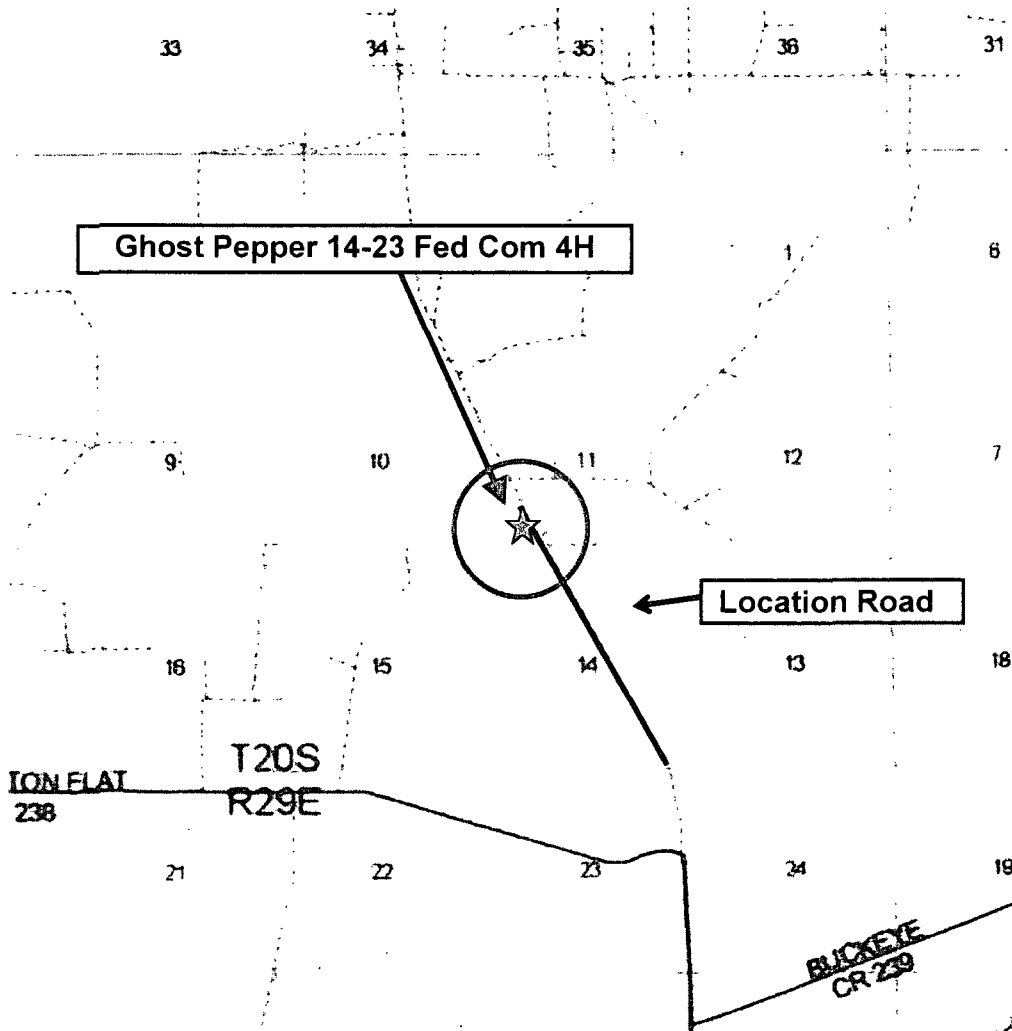 33 34 35 36 31
Ghost Pepper 14-23 Fed Com 4H
1 6
9 10 11 12 7
Location Road
16 15 14 13 18
T20S
R29E
ION FLAT
238
21 22 23 24 19
BUCKEYE
CR 239